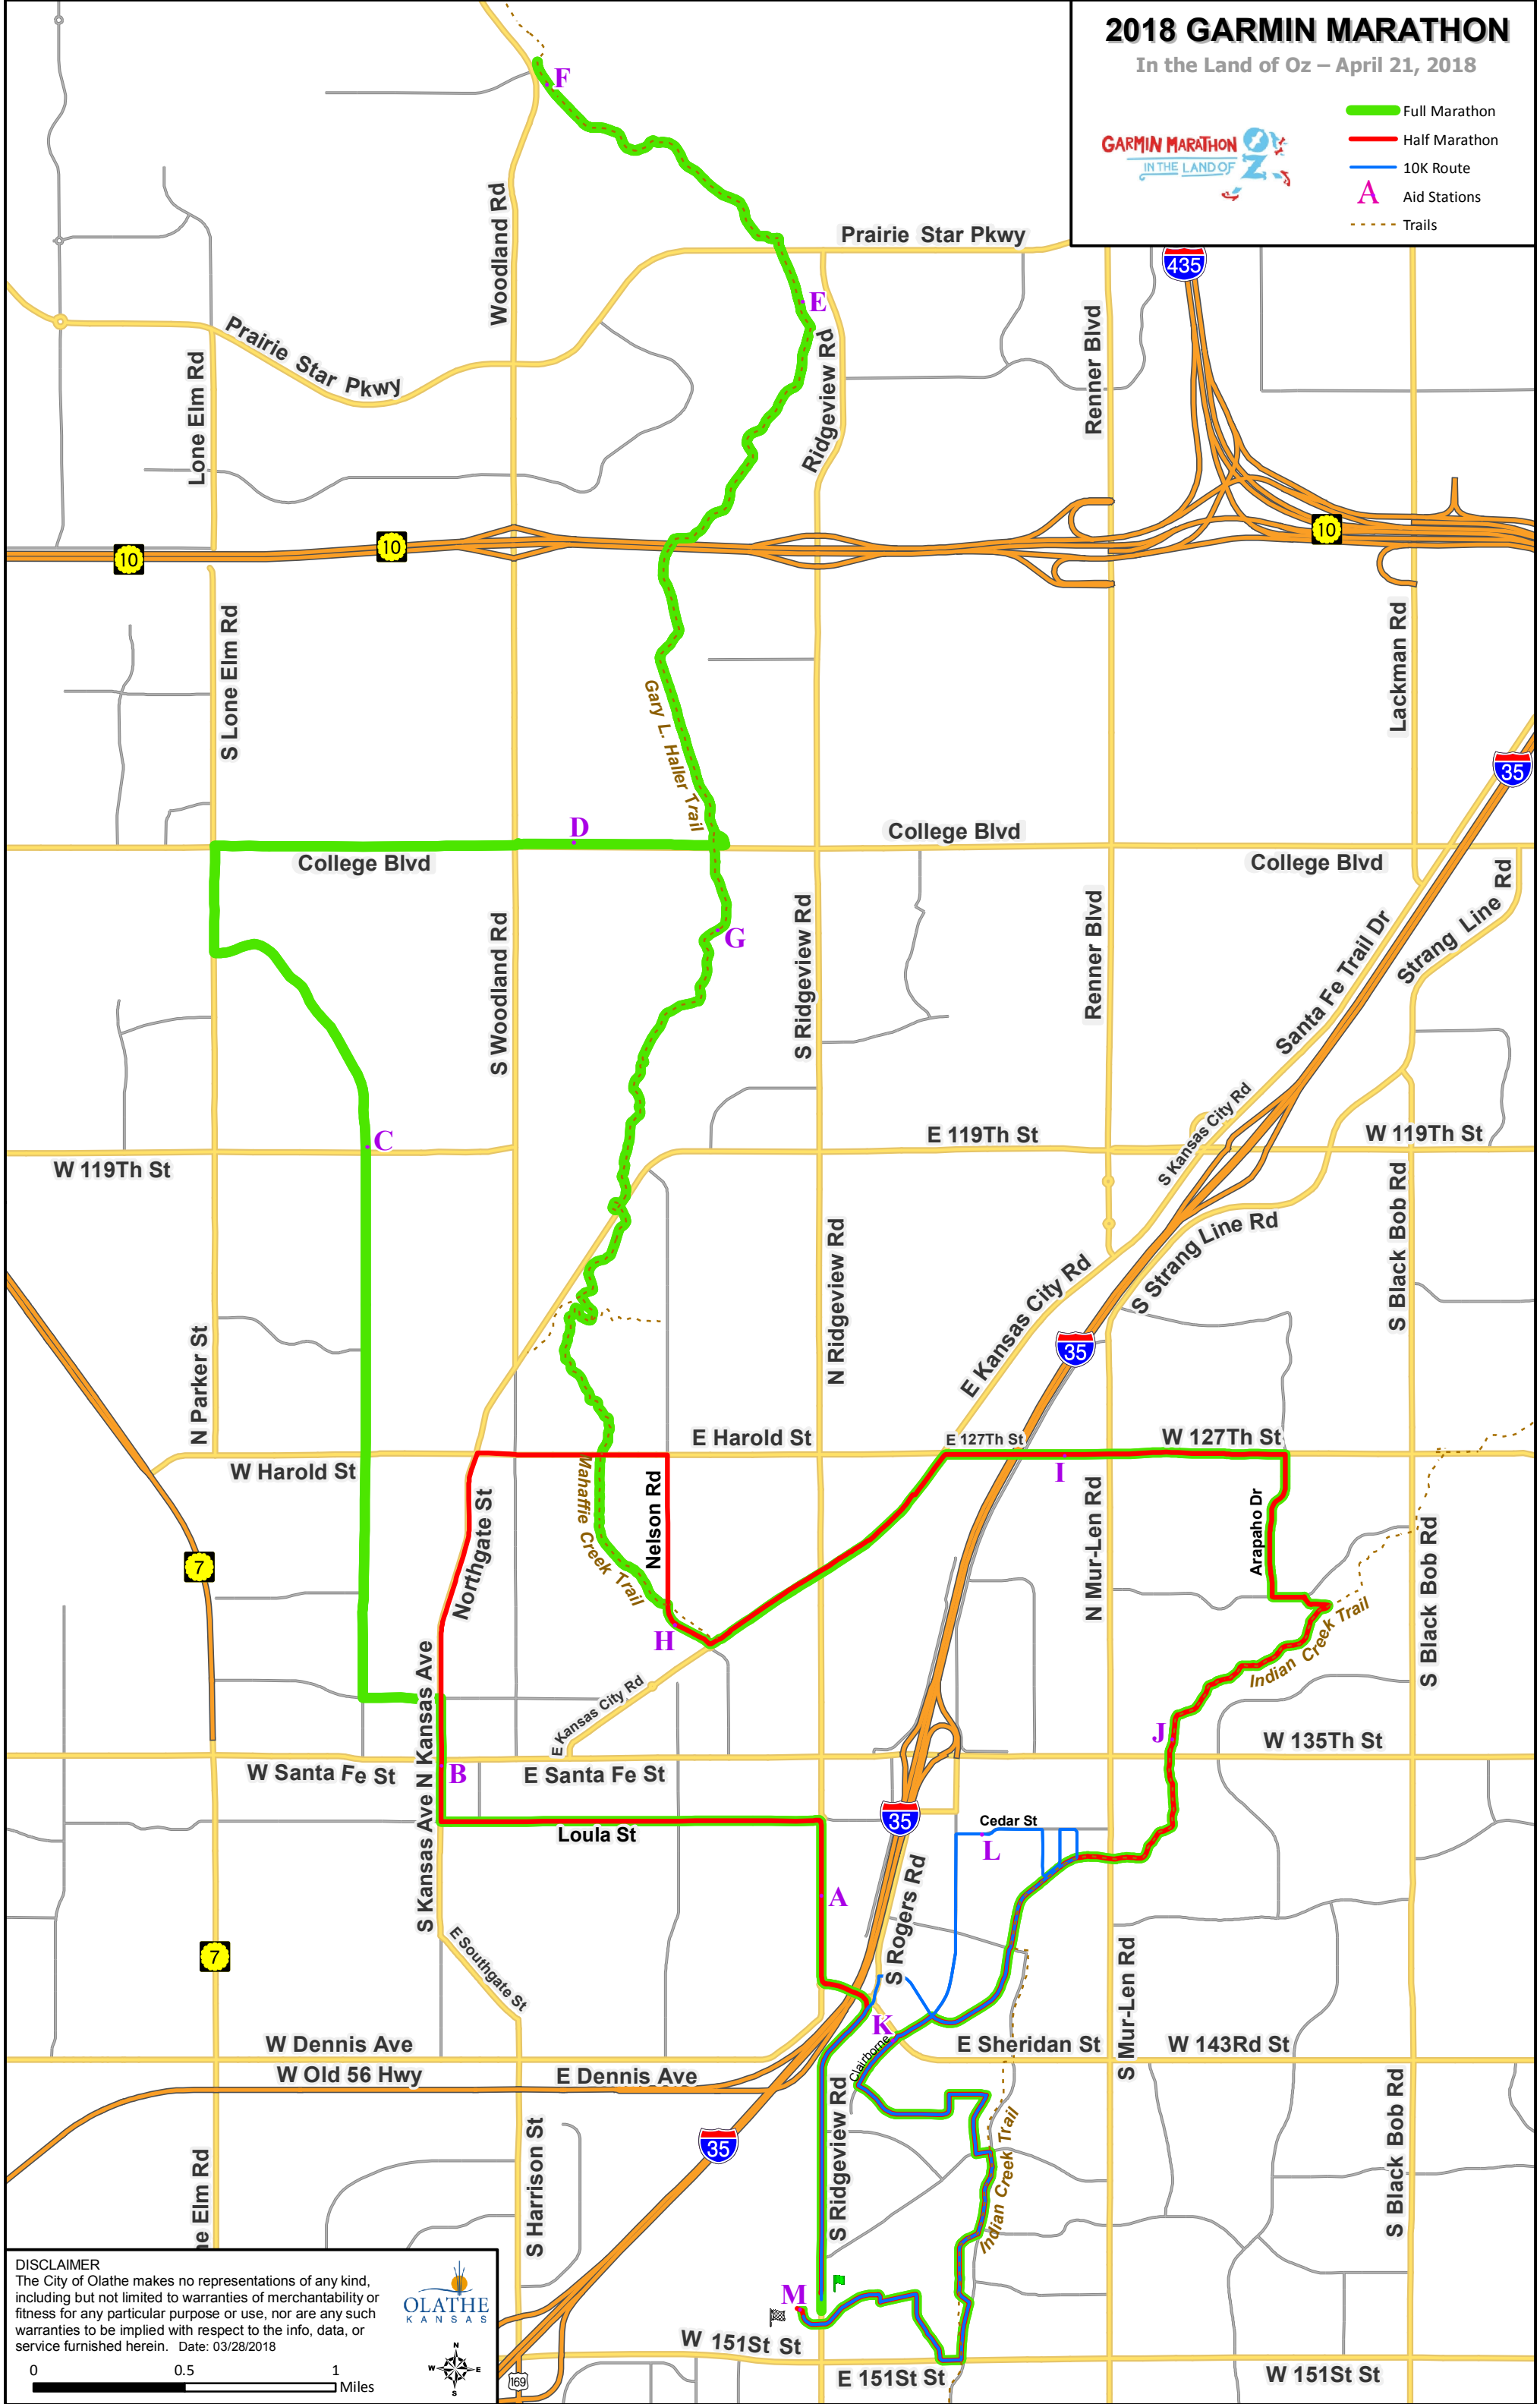 2018 GARMIN MARATHON
In the Land of Oz – April 21, 2018
GARMIN MARATHON
IN THE LAND OF
OZ
Full Marathon
Half Marathon
10K Route
A Aid Stations
Trails
F
Woodland Rd
Prairie Star Pkwy
435
E
Prairie Star Pkwy
Lone Elm Rd
Ridgeview Rd
Renner Blvd
10
10
10
S Lone Elm Rd
Gary L. Haller Trail
Lackman Rd
35
D
College Blvd
College Blvd
College Blvd
Strang Line Rd
S Woodland Rd
G
S Ridgeview Rd
Renner Blvd
Santa Fe Trail Dr
C
W 119Th St
E 119Th St
S Kansas City Rd
W 119Th St
S Black Bob Rd
N Parker St
N Ridgeview Rd
E Kansas City Rd
S Strang Line Rd
35
W Harold St
E Harold St
E 127Th St
W 127Th St
I
7
Northgate St
Mahaffie Creek Trail
Nelson Rd
N Mur-Len Rd
Arapaho Dr
S Black Bob Rd
H
Indian Creek Trail
N Kansas Ave
E Kansas City Rd
J
W 135Th St
W Santa Fe St
B
E Santa Fe St
S Kansas Ave
Loula St
35
Cedar St
L
A
S Rogers Rd
7
E Southgate St
K
S Mur-Len Rd
W Dennis Ave
E Sheridan St
W 143Rd St
W Old 56 Hwy
E Dennis Ave
Clairborne
35
S Harrison St
S Ridgeview Rd
Indian Creek Trail
S Black Bob Rd
ne Elm Rd
M
W 151St St
E 151St St
W 151St St
169
DISCLAIMER
The City of Olathe makes no representations of any kind,
including but not limited to warranties of merchantability or
fitness for any particular purpose or use, nor are any such
warranties to be implied with respect to the info, data, or
service furnished herein. Date: 03/28/2018
OLATHE
KANSAS
N
W E
S
0 0.5 1
Miles